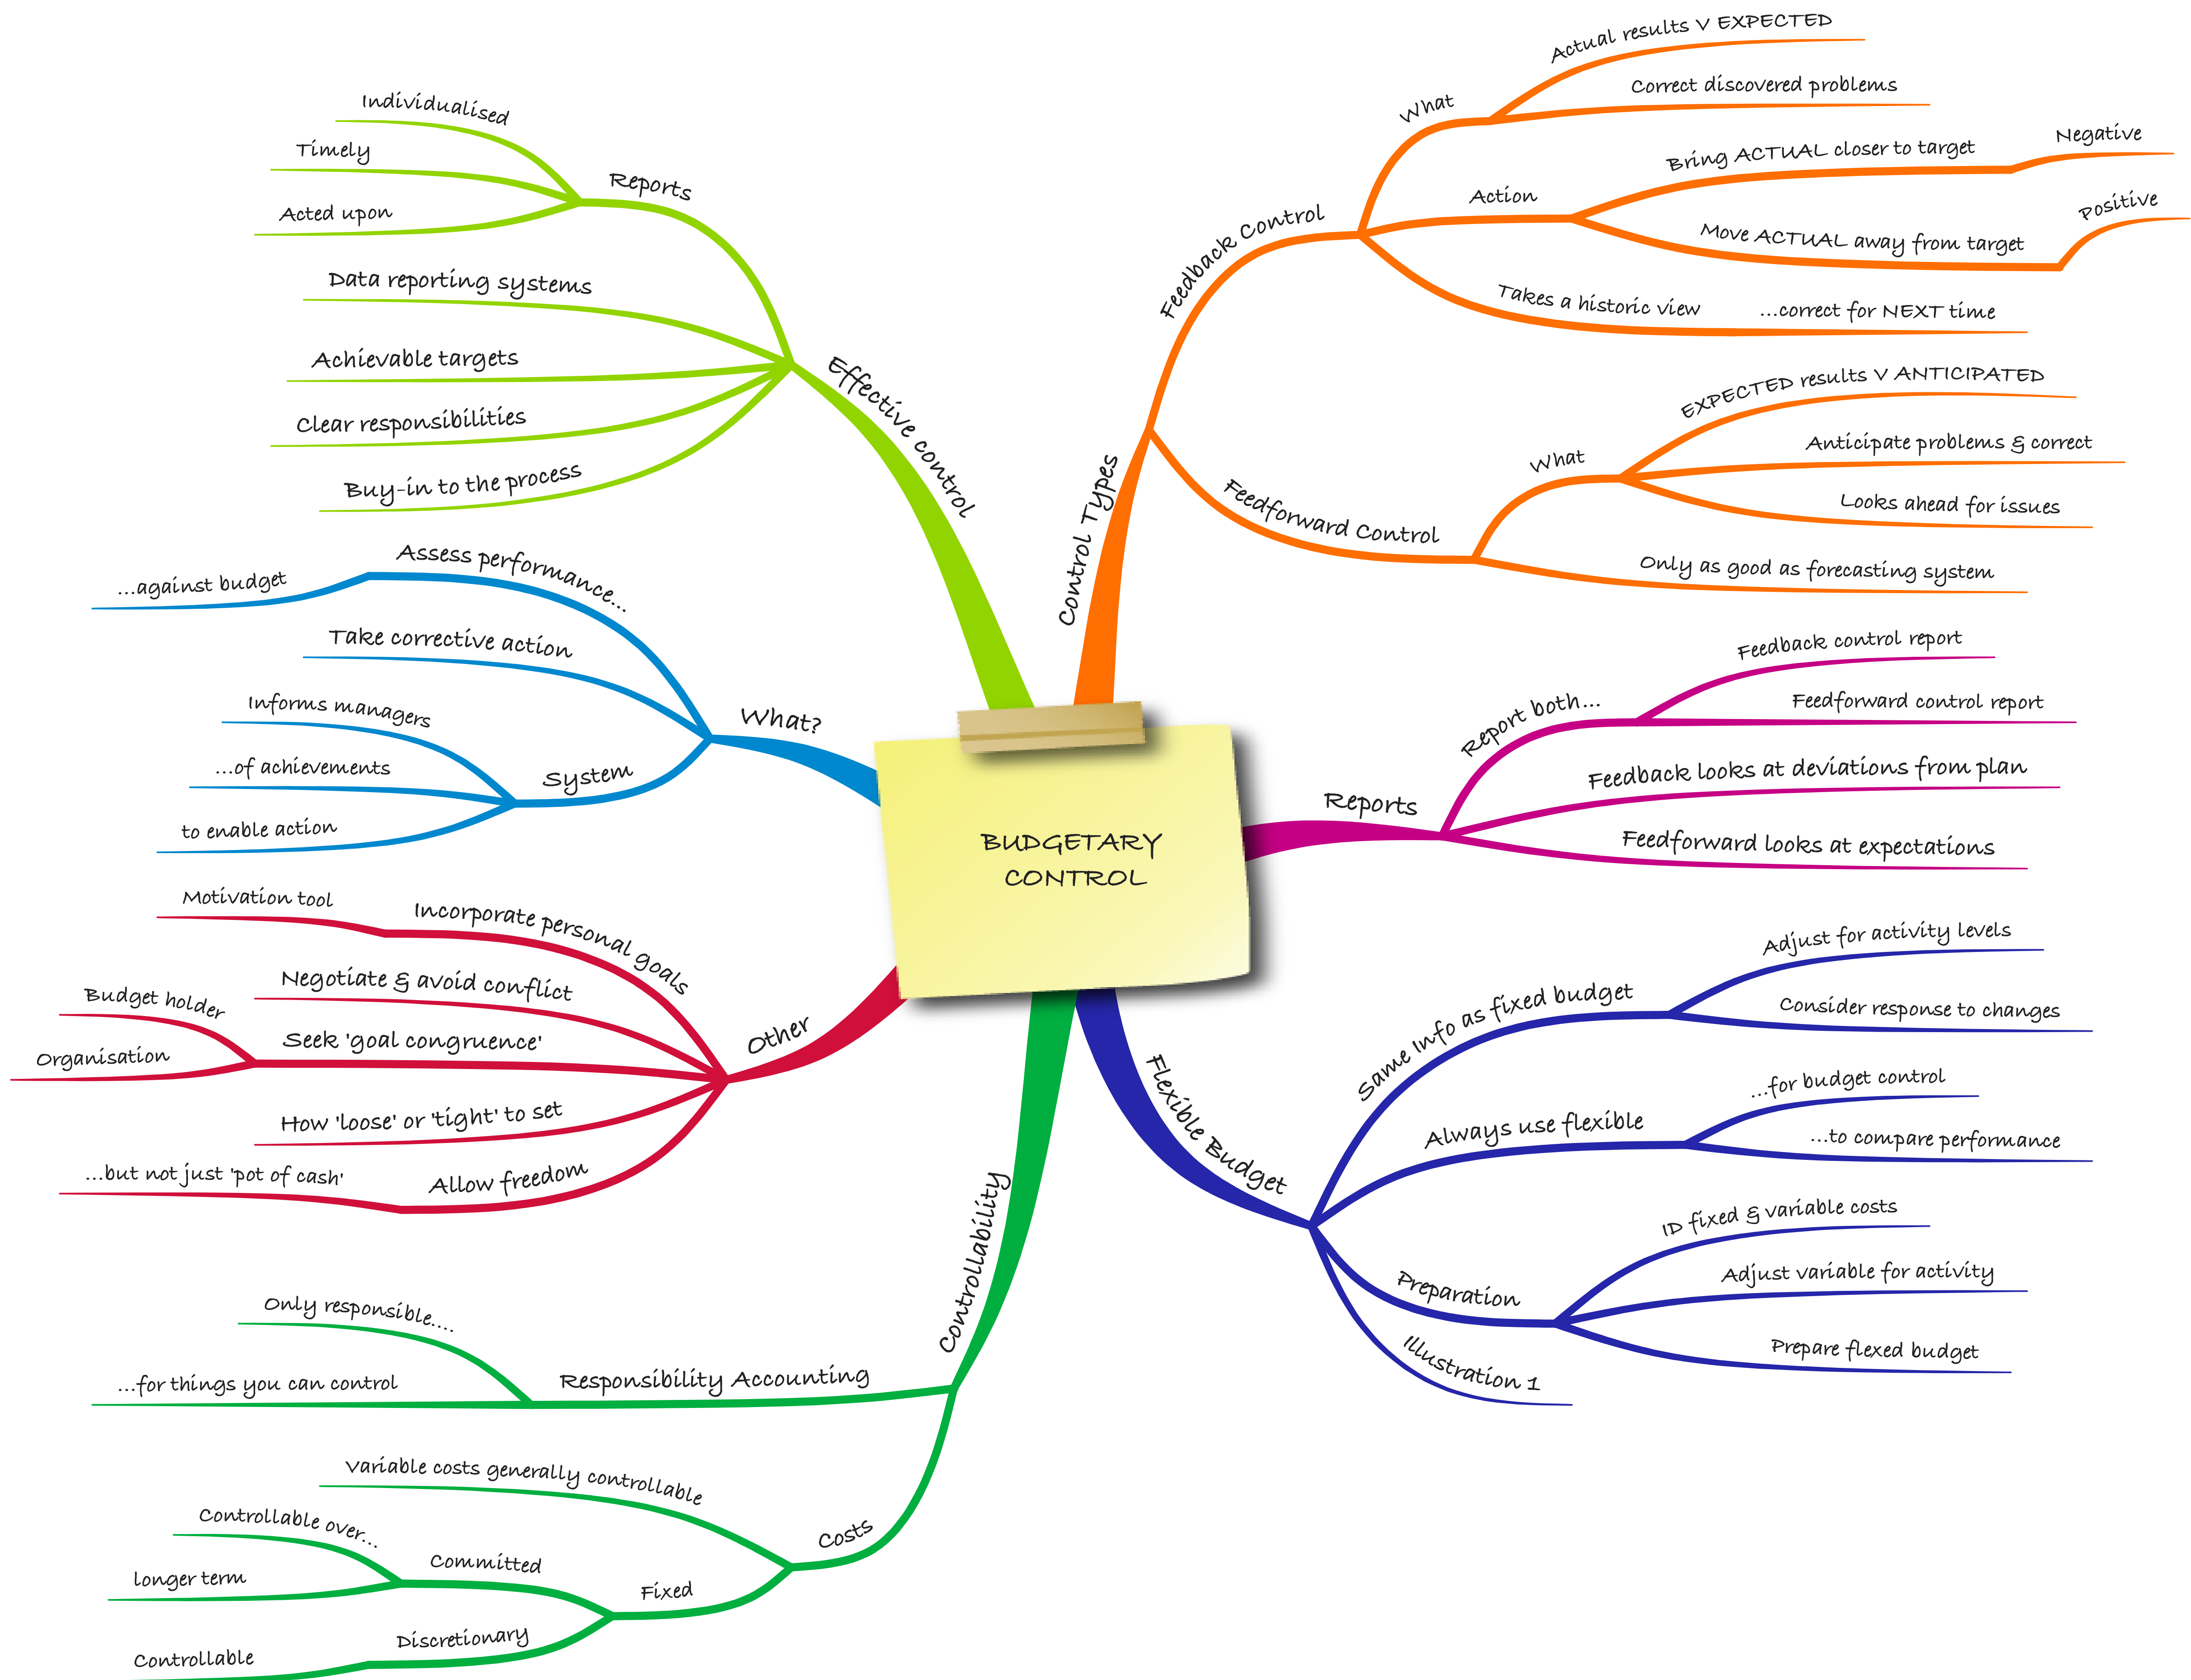 BUDGETARY
CONTROL
Control Types
Feedback Control
What
Actual results V EXPECTED
Correct discovered problems
Action
Bring ACTUAL closer to target
Negative
Move ACTUAL away from target
Positive
Takes a historic view
...correct for NEXT time
Feedforward Control
What
EXPECTED results V ANTICIPATED
Anticipate problems & correct
Looks ahead for issues
Only as good as forecasting system
Reports
Report both...
Feedback control report
Feedforward control report
Feedback looks at deviations from plan
Feedforward looks at expectations
Flexible Budget
Same Info as fixed budget
Adjust for activity levels
Consider response to changes
Always use flexible
...for budget control
...to compare performance
Preparation
ID fixed & variable costs
Adjust variable for activity
Prepare flexed budget
Illustration 1
Controllability
Responsibility Accounting
Only responsible....
...for things you can control
Costs
Variable costs generally controllable
Fixed
Committed
Controllable over...
longer term
Discretionary
Controllable
Other
Incorporate personal goals
Motivation tool
Negotiate & avoid conflict
Seek 'goal congruence'
Budget holder
Organisation
How 'loose' or 'tight' to set
Allow freedom
...but not just 'pot of cash'
What?
Assess performance...
...against budget
Take corrective action
System
Informs managers
...of achievements
to enable action
Effective control
Reports
Individualised
Timely
Acted upon
Data reporting systems
Achievable targets
Clear responsibilities
Buy-in to the process